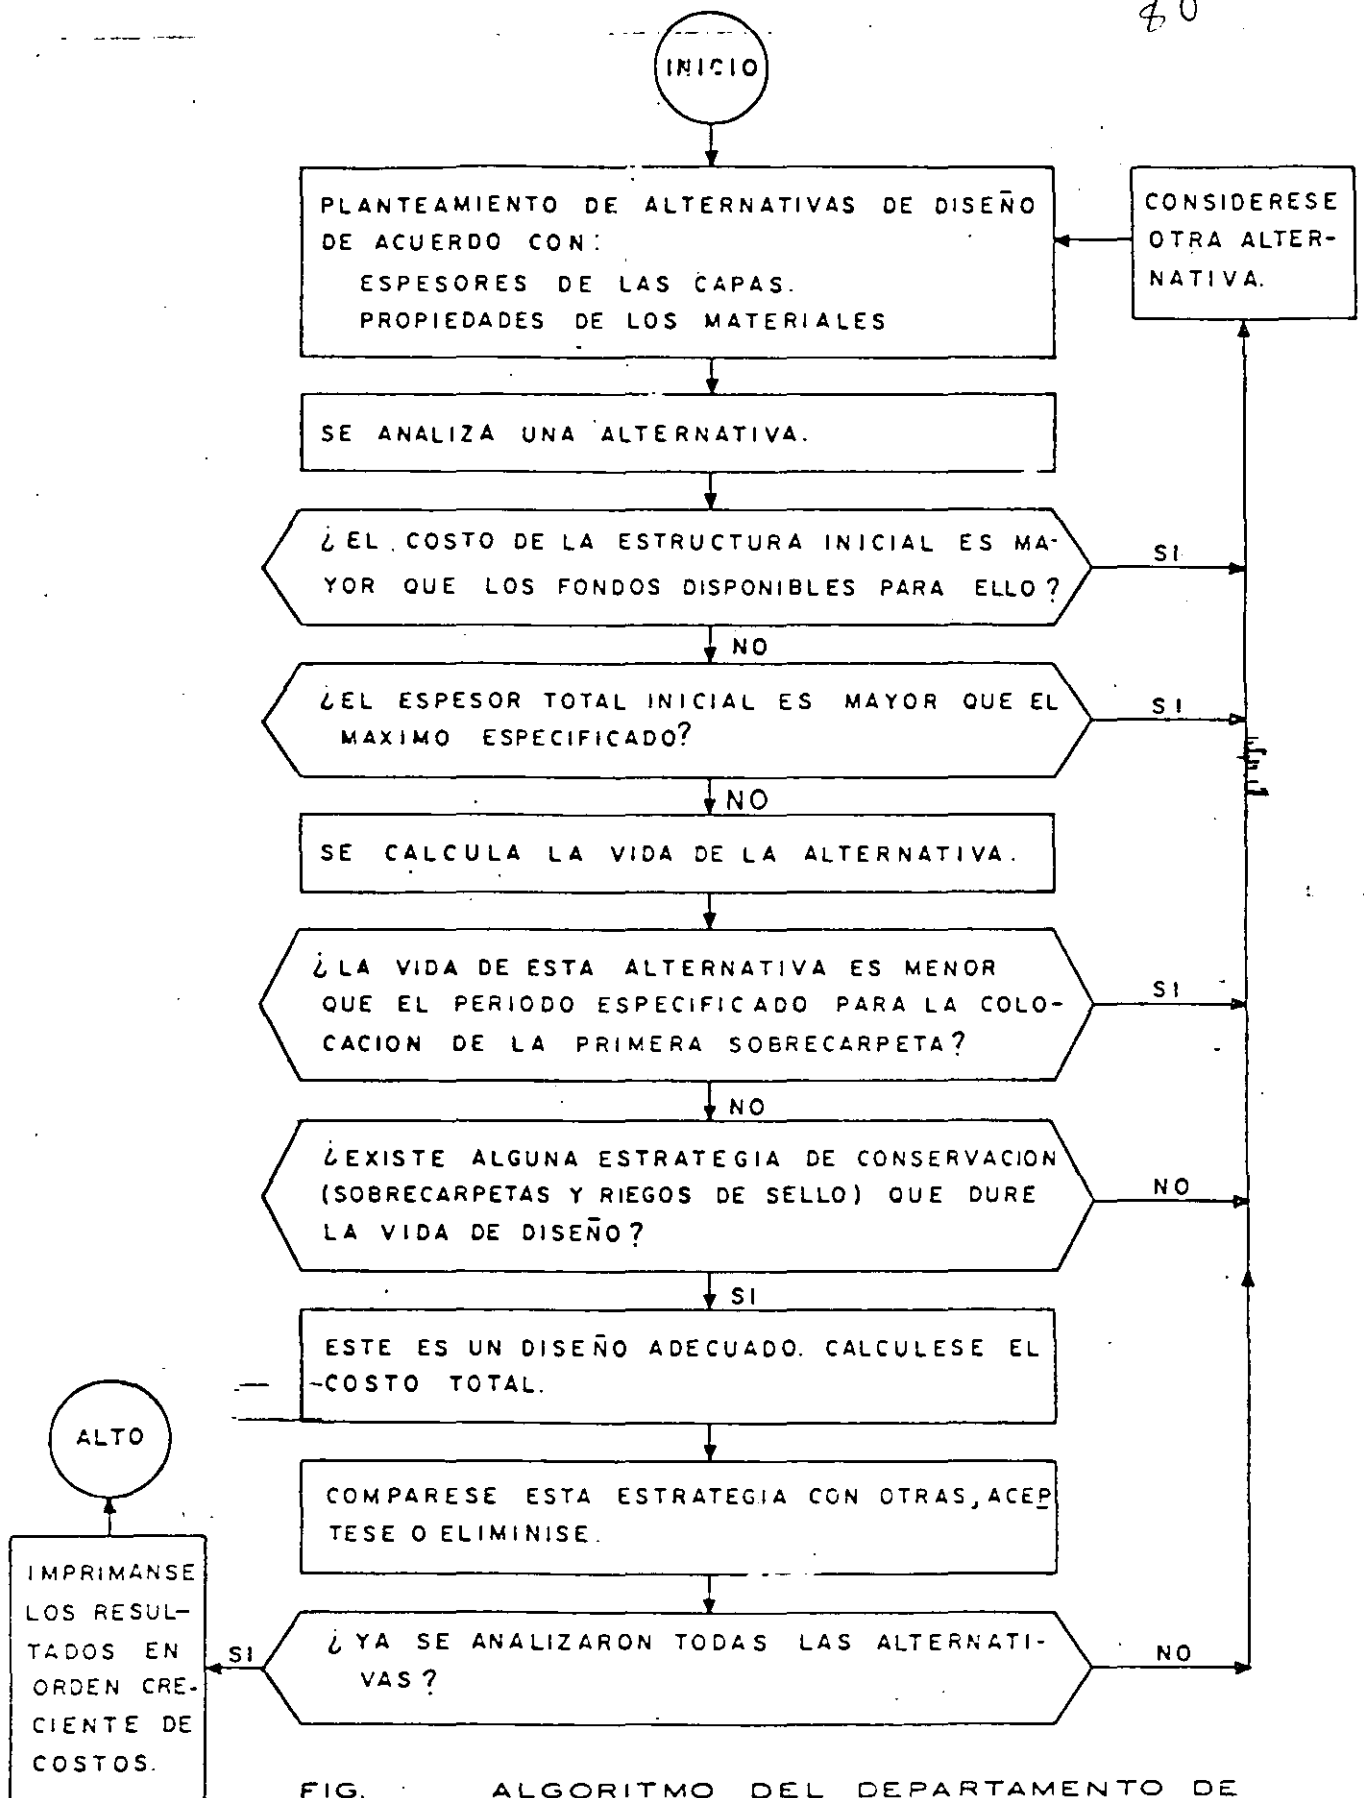 80
INICIO
PLANTEAMIENTO DE ALTERNATIVAS DE DISEÑO
DE ACUERDO CON:
ESPESORES DE LAS CAPAS.
PROPIEDADES DE LOS MATERIALES
CONSIDERESE
OTRA ALTER-
NATIVA.
SE ANALIZA UNA ALTERNATIVA.
¿EL COSTO DE LA ESTRUCTURA INICIAL ES MA-
YOR QUE LOS FONDOS DISPONIBLES PARA ELLO?
SI
NO
¿EL ESPESOR TOTAL INICIAL ES MAYOR QUE EL
MAXIMO ESPECIFICADO?
SI
NO
SE CALCULA LA VIDA DE LA ALTERNATIVA.
¿LA VIDA DE ESTA ALTERNATIVA ES MENOR
QUE EL PERIODO ESPECIFICADO PARA LA COLO-
CACION DE LA PRIMERA SOBRECARPETA?
SI
NO
¿EXISTE ALGUNA ESTRATEGIA DE CONSERVACION
(SOBRECARPETAS Y RIEGOS DE SELLO) QUE DURE
LA VIDA DE DISEÑO?
NO
SI
ESTE ES UN DISEÑO ADECUADO. CALCULESE EL
COSTO TOTAL.
COMPARESE ESTA ESTRATEGIA CON OTRAS, ACEP
TESE O ELIMINISE.
¿YA SE ANALIZARON TODAS LAS ALTERNATI-
VAS?
NO
SI
IMPRIMANSE
LOS RESUL-
TADOS EN
ORDEN CRE-
CIENTE DE
COSTOS.
ALTO
FIG. ALGORITMO DEL DEPARTAMENTO DE